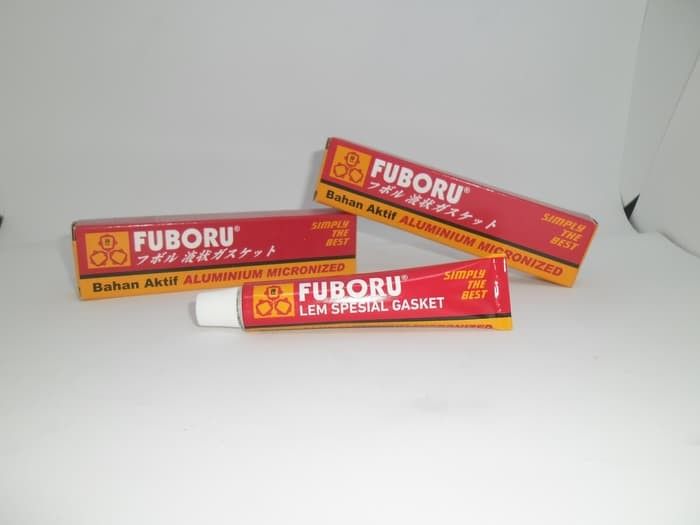 FUBORU®
フボル 液状ガスケット
SIMPLY
THE
BEST
Bahan Aktif ALUMINIUM MICRONIZED
FUBORU®
フボル 液状ガスケット
SIMPLY
THE
BEST
Bahan Aktif ALUMINIUM MICRONIZED
FUBORU®
LEM SPESIAL GASKET
SIMPLY
THE
BEST